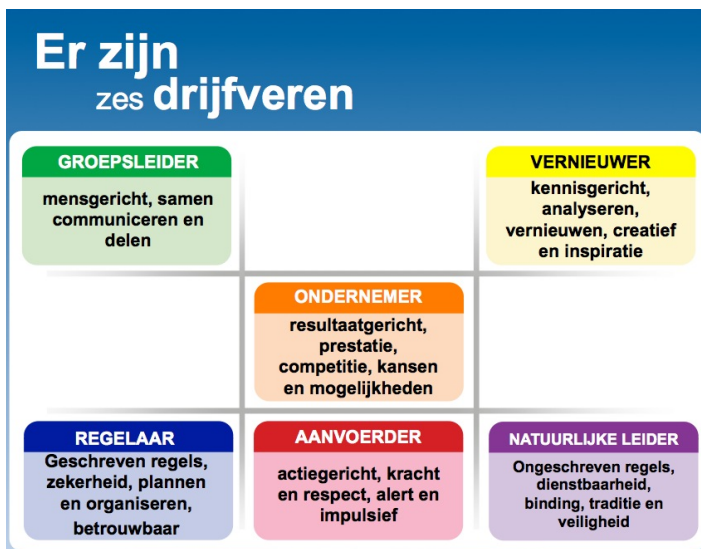 Er zijn
zes drijfveren
GROEPSLEIDER
mensgericht, samen
communiceren en
delen
VERNIEUWER
kennisgericht,
analyseren,
vernieuwen, creatief
en inspiratie
ONDERNEMER
resultaatgericht,
prestatie,
competitie, kansen
en mogelijkheden
REGELAAR
Geschreven regels,
zekerheid, plannen
en organiseren,
betrouwbaar
AANVOERDER
actiegericht, kracht
en respect, alert en
impulsief
NATUURLIJKE LEIDER
Ongeschreven regels,
dienstbaarheid,
binding, traditie en
veiligheid